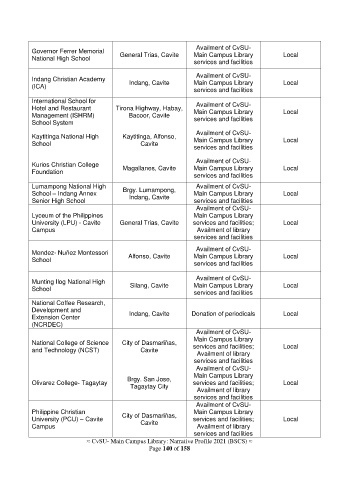 Governor Ferrer Memorial
National High School
General Trias, Cavite
Availment of CvSU-
Main Campus Library
services and facilities
Local
Indang Christian Academy
(ICA)
Indang, Cavite
Availment of CvSU-
Main Campus Library
services and facilities
Local
International School for
Hotel and Restaurant
Management (ISHRM)
School System
Tirona Highway, Habay,
Bacoor, Cavite
Availment of CvSU-
Main Campus Library
services and facilities
Local
Kaytitinga National High
School
Kaytitinga, Alfonso,
Cavite
Availment of CvSU-
Main Campus Library
services and facilities
Local
Kurios Christian College
Foundation
Magallanes, Cavite
Availment of CvSU-
Main Campus Library
services and facilities
Local
Lumampong National High
School – Indang Annex
Senior High School
Brgy. Lumampong,
Indang, Cavite
Availment of CvSU-
Main Campus Library
services and facilities
Local
Lyceum of the Philippines
University (LPU) - Cavite
Campus
General Trias, Cavite
Availment of CvSU-
Main Campus Library
services and facilities;
Availment of library
services and facilities
Local
Mendez- Nuñez Montessori
School
Alfonso, Cavite
Availment of CvSU-
Main Campus Library
services and facilities
Local
Munting Ilog National High
School
Silang, Cavite
Availment of CvSU-
Main Campus Library
services and facilities
Local
National Coffee Research,
Development and
Extension Center
(NCRDEC)
Indang, Cavite
Donation of periodicals
Local
National College of Science
and Technology (NCST)
City of Dasmariñas,
Cavite
Availment of CvSU-
Main Campus Library
services and facilities;
Availment of library
services and facilities
Local
Olivarez College- Tagaytay
Brgy. San Jose,
Tagaytay City
Availment of CvSU-
Main Campus Library
services and facilities;
Availment of library
services and facilities
Local
Philippine Christian
University (PCU) – Cavite
Campus
City of Dasmariñas,
Cavite
Availment of CvSU-
Main Campus Library
services and facilities;
Availment of library
services and facilities
Local
≈ CvSU- Main Campus Library: Narrative Profile 2021 (BSCS) ≈
Page 140 of 158